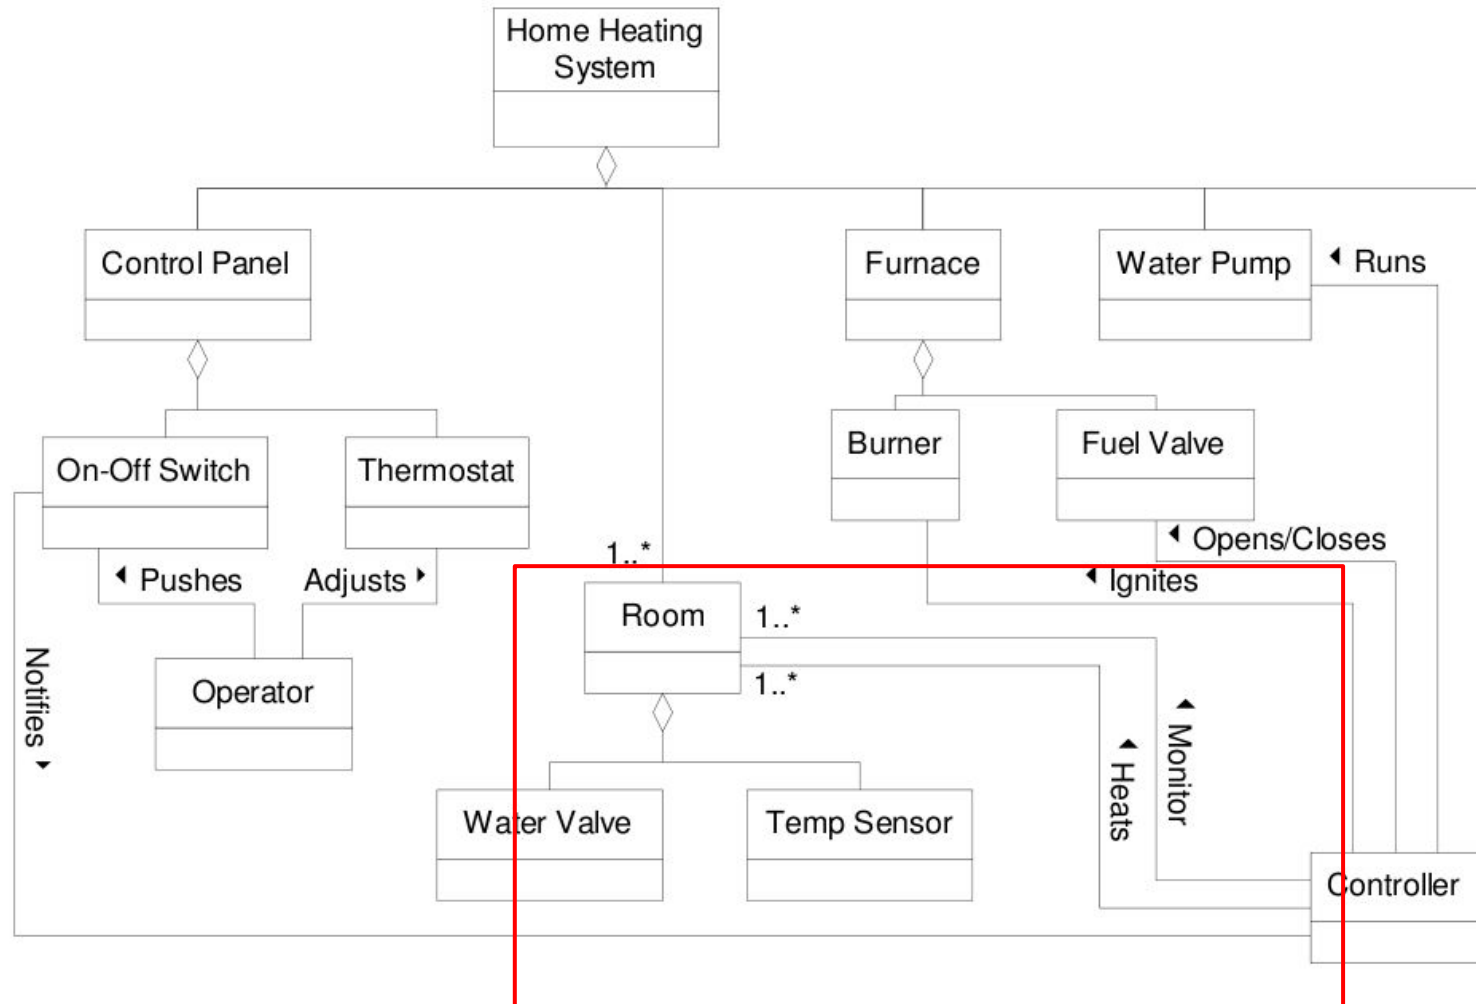 Home Heating
System
Control Panel
Furnace
Water Pump
Runs
On-Off Switch
Thermostat
Burner
Fuel Valve
Opens/Closes
Pushes
Adjusts
1..*
Ignites
Room
1..*
1..*
Operator
Notifies
Monitor
Heats
Water Valve
Temp Sensor
Controller